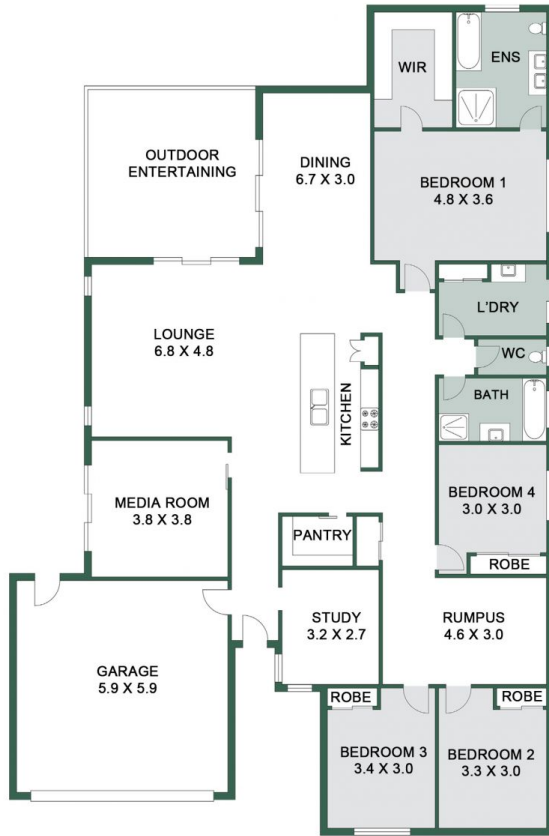 WIR
ENS
OUTDOOR
ENTERTAINING
DINING
6.7 X 3.0
BEDROOM 1
4.8 X 3.6
L'DRY
LOUNGE
6.8 X 4.8
WC
BATH
KITCHEN
MEDIA ROOM
3.8 X 3.8
BEDROOM 4
3.0 X 3.0
PANTRY
ROBE
STUDY
3.2 X 2.7
RUMPUS
4.6 X 3.0
GARAGE
5.9 X 5.9
ROBE
ROBE
BEDROOM 3
3.4 X 3.0
BEDROOM 2
3.3 X 3.0